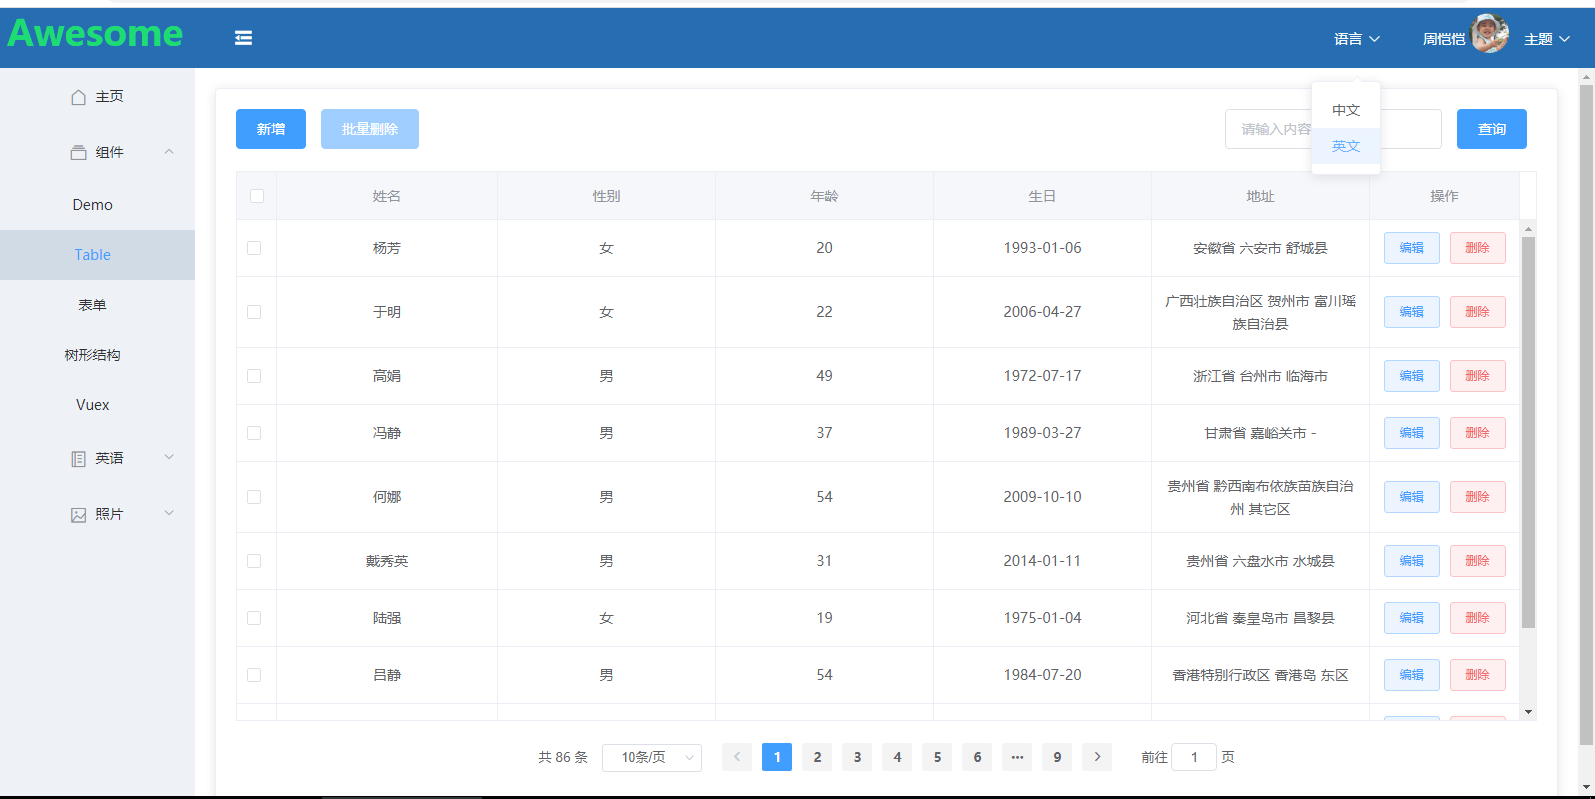 Awesome
语言
周恺恺
主题
中文
英文
主页
组件
Demo
Table
表单
树形结构
Vuex
英语
照片
新增
批量删除
请输入内容
查询
姓名 性别 年龄 生日 地址 操作
杨芳 女 20 1993-01-06 安徽省 六安市 舒城县 编辑 删除
于明 女 22 2006-04-27 广西壮族自治区 贺州市 富川瑶
族自治县 编辑 删除
高娟 男 49 1972-07-17 浙江省 台州市 临海市 编辑 删除
冯静 男 37 1989-03-27 甘肃省 嘉峪关市 - 编辑 删除
何娜 男 54 2009-10-10 贵州省 黔西南布依族苗族自治
州 其它区 编辑 删除
戴秀英 男 31 2014-01-11 贵州省 六盘水市 水城县 编辑 删除
陆强 女 19 1975-01-04 河北省 秦皇岛市 昌黎县 编辑 删除
吕静 男 54 1984-07-20 香港特别行政区 香港岛 东区 编辑 删除
共 86 条 10条/页 1 2 3 4 5 6 ··· 9 前往 1 页